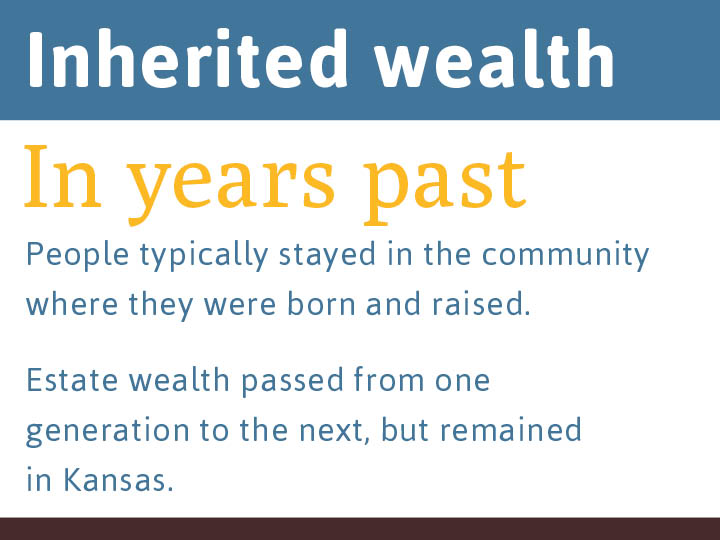 Inherited wealth
In years past
People typically stayed in the community
where they were born and raised.
Estate wealth passed from one
generation to the next, but remained
in Kansas.